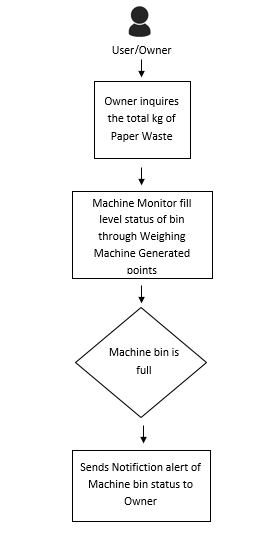 User/Owner
Owner inquires
the total kg of
Paper Waste
Machine Monitor fill
level status of bin
through Weighing
Machine Generated
points
Machine bin is
full
Sends Notifiction alert of
Machine bin status to
Owner